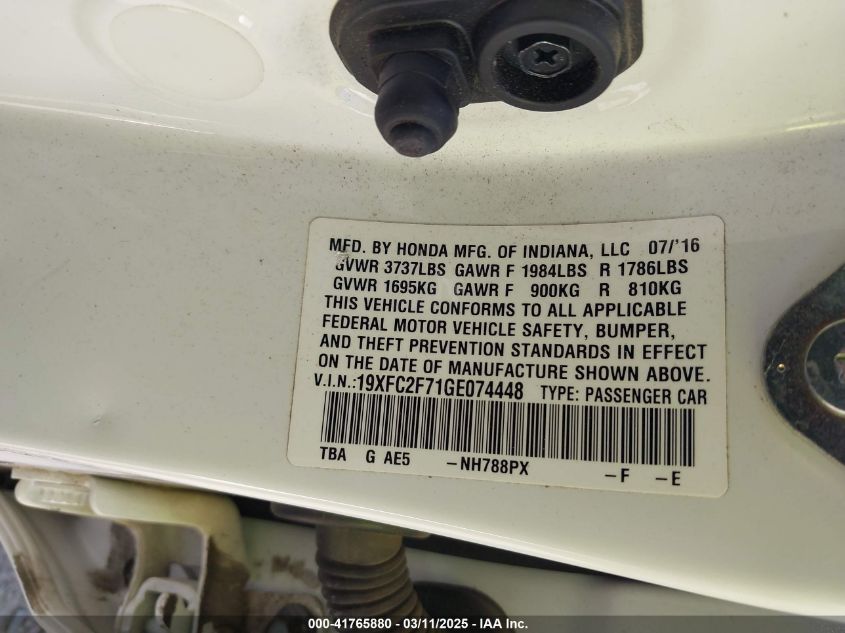 MFD. BY HONDA MFG. OF INDIANA, LLC 07/'16
GVWR 3737LBS GAWR F 1984LBS R 1786LBS
GVWR 1695KG GAWR F 900KG R 810KG
THIS VEHICLE CONFORMS TO ALL APPLICABLE
FEDERAL MOTOR VEHICLE SAFETY, BUMPER,
AND THEFT PREVENTION STANDARDS IN EFFECT
ON THE DATE OF MANUFACTURE SHOWN ABOVE.
V.I.N.:19XFC2F71GE074448 TYPE: PASSENGER CAR
TBA G AE5 -NH788PX -F -E
000-41765880 - 03/11/2025 - IAA Inc.